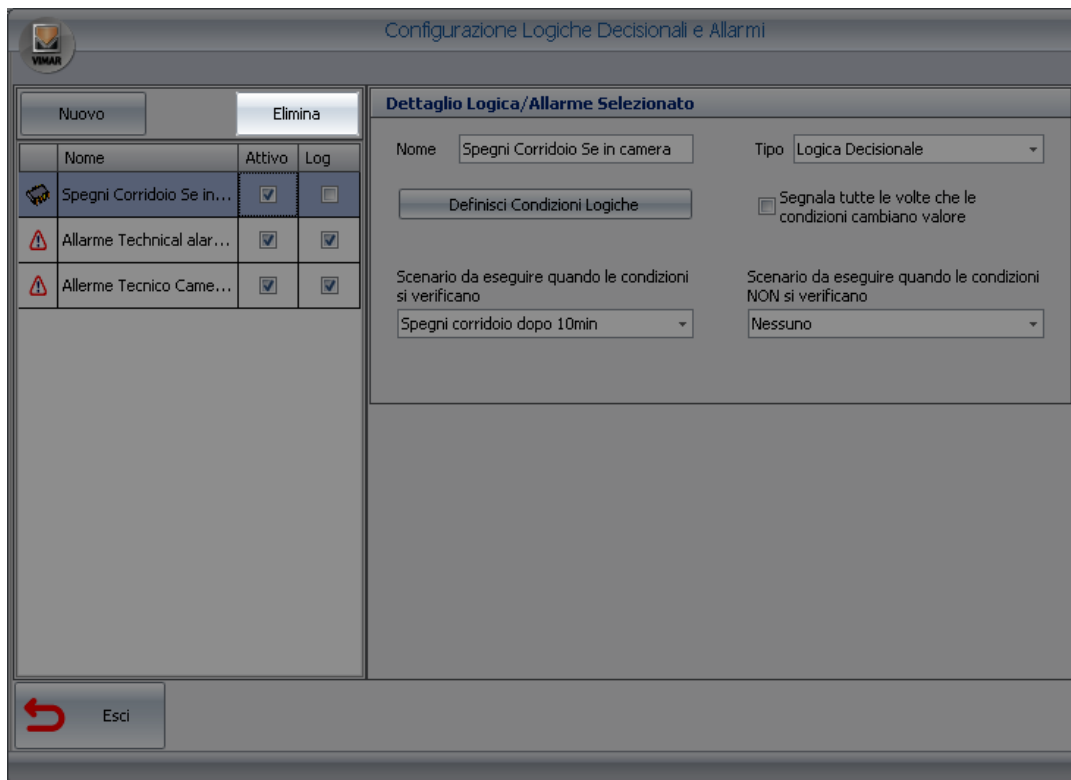 Configurazione Logiche Decisionali e Allarmi
VIMAR
Nuovo
Elimina
Nome
Attivo
Log
Spegni Corridoio Se in...
Allarme Technical alar...
Allerme Tecnico Came...
Dettaglio Logica/Allarme Selezionato
Nome
Spegni Corridoio Se in camera
Tipo
Logica Decisionale
Definisci Condizioni Logiche
Segnala tutte le volte che le
condizioni cambiano valore
Scenario da eseguire quando le condizioni
si verificano
Spegni corridoio dopo 10min
Scenario da eseguire quando le condizioni
NON si verificano
Nessuno
Esci